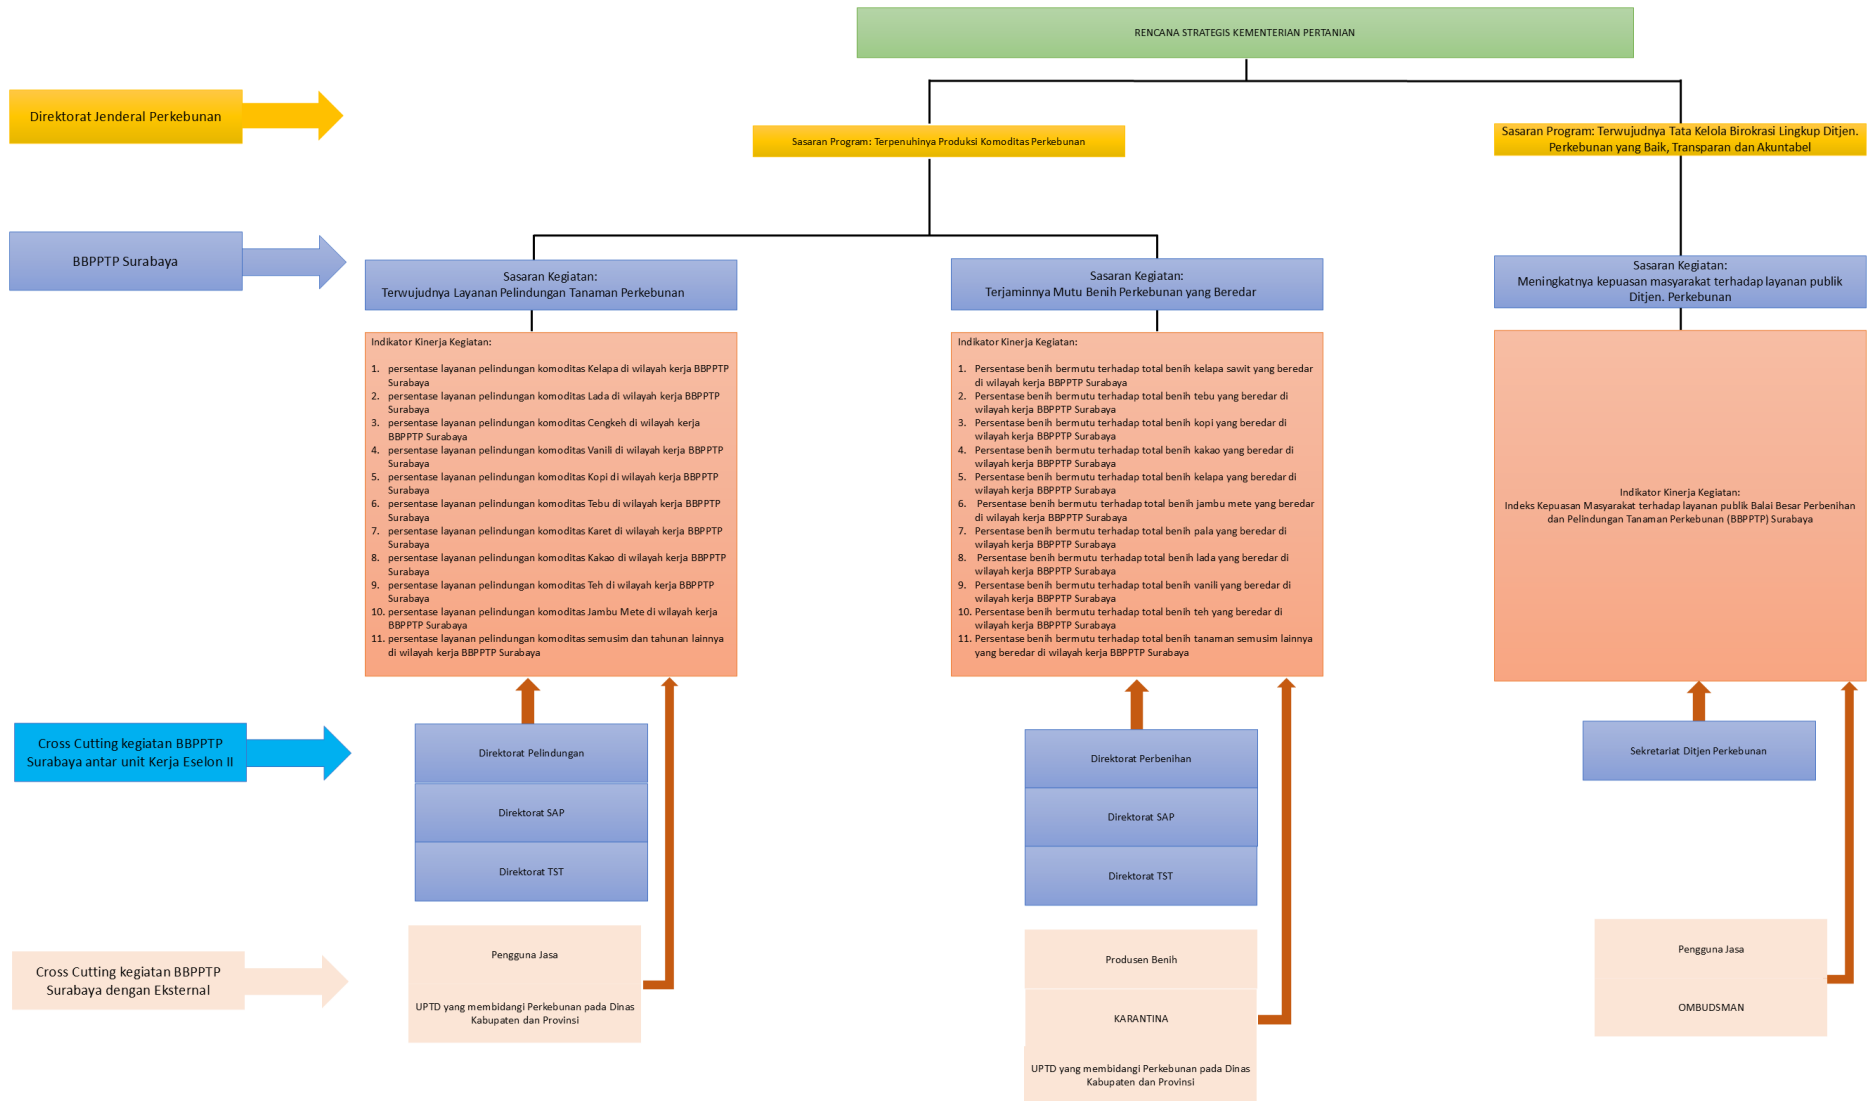 RENCANA STRATEGIS KEMENTERIAN PERTANIAN
Direktorat Jenderal Perkebunan
Sasaran Program: Terpenuhinya Produksi Komoditas Perkebunan
Sasaran Program: Terwujudnya Tata Kelola Birokrasi Lingkup Ditjen.
Perkebunan yang Baik, Transparan dan Akuntabel
BBPPTP Surabaya
Sasaran Kegiatan:
Terwujudnya Layanan Pelindungan Tanaman Perkebunan
Sasaran Kegiatan:
Terjaminnya Mutu Benih Perkebunan yang Beredar
Sasaran Kegiatan:
Meningkatnya kepuasan masyarakat terhadap layanan publik
Ditjen. Perkebunan
Indikator Kinerja Kegiatan:
1. persentase layanan pelindungan komoditas Kelapa di wilayah kerja BBPPTP
Surabaya
2. persentase layanan pelindungan komoditas Lada di wilayah kerja BBPPTP
Surabaya
3. persentase layanan pelindungan komoditas Cengkeh di wilayah kerja
BBPPTP Surabaya
4. persentase layanan pelindungan komoditas Vanili di wilayah kerja BBPPTP
Surabaya
5. persentase layanan pelindungan komoditas Kopi di wilayah kerja BBPPTP
Surabaya
6. persentase layanan pelindungan komoditas Tebu di wilayah kerja BBPPTP
Surabaya
7. persentase layanan pelindungan komoditas Karet di wilayah kerja BBPPTP
Surabaya
8. persentase layanan pelindungan komoditas Kakao di wilayah kerja BBPPTP
Surabaya
9. persentase layanan pelindungan komoditas Teh di wilayah kerja BBPPTP
Surabaya
10. persentase layanan pelindungan komoditas Jambu Mete di wilayah kerja
BBPPTP Surabaya
11. persentase layanan pelindungan komoditas semusim dan tahunan lainnya
di wilayah kerja BBPPTP Surabaya
Indikator Kinerja Kegiatan:
1. Persentase benih bermutu terhadap total benih kelapa sawit yang beredar
di wilayah kerja BBPPTP Surabaya
2. Persentase benih bermutu terhadap total benih tebu yang beredar di
wilayah kerja BBPPTP Surabaya
3. Persentase benih bermutu terhadap total benih kopi yang beredar di
wilayah kerja BBPPTP Surabaya
4. Persentase benih bermutu terhadap total benih kakao yang beredar di
wilayah kerja BBPPTP Surabaya
5. Persentase benih bermutu terhadap total benih kelapa yang beredar di
wilayah kerja BBPPTP Surabaya
6. Persentase benih bermutu terhadap total benih jambu mete yang beredar
di wilayah kerja BBPPTP Surabaya
7. Persentase benih bermutu terhadap total benih pala yang beredar di
wilayah kerja BBPPTP Surabaya
8. Persentase benih bermutu terhadap total benih lada yang beredar di
wilayah kerja BBPPTP Surabaya
9. Persentase benih bermutu terhadap total benih vanili yang beredar di
wilayah kerja BBPPTP Surabaya
10. Persentase benih bermutu terhadap total benih teh yang beredar di
wilayah kerja BBPPTP Surabaya
11. Persentase benih bermutu terhadap total benih tanaman semusim lainnya
yang beredar di wilayah kerja BBPPTP Surabaya
Indikator Kinerja Kegiatan:
Indeks Kepuasan Masyarakat terhadap layanan publik Balai Besar Perbenihan
dan Pelindungan Tanaman Perkebunan (BBPPTP) Surabaya
Cross Cutting kegiatan BBPPTP
Surabaya antar unit Kerja Eselon II
Direktorat Pelindungan
Direktorat SAP
Direktorat TST
Direktorat Perbenihan
Direktorat SAP
Direktorat TST
Sekretariat Ditjen Perkebunan
Cross Cutting kegiatan BBPPTP
Surabaya dengan Eksternal
Pengguna Jasa
UPTD yang membidangi Perkebunan pada Dinas
Kabupaten dan Provinsi
Produsen Benih
KARANTINA
UPTD yang membidangi Perkebunan pada Dinas
Kabupaten dan Provinsi
Pengguna Jasa
OMBUDSMAN